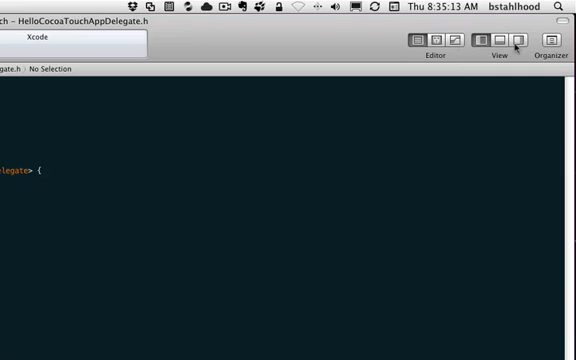 Thu 8:35:13 AM bstahlhood
ch – HelloCocoaTouchAppDelegate.h
Xcode
Editor View Organizer
gate.h › No Selection
elegate> {